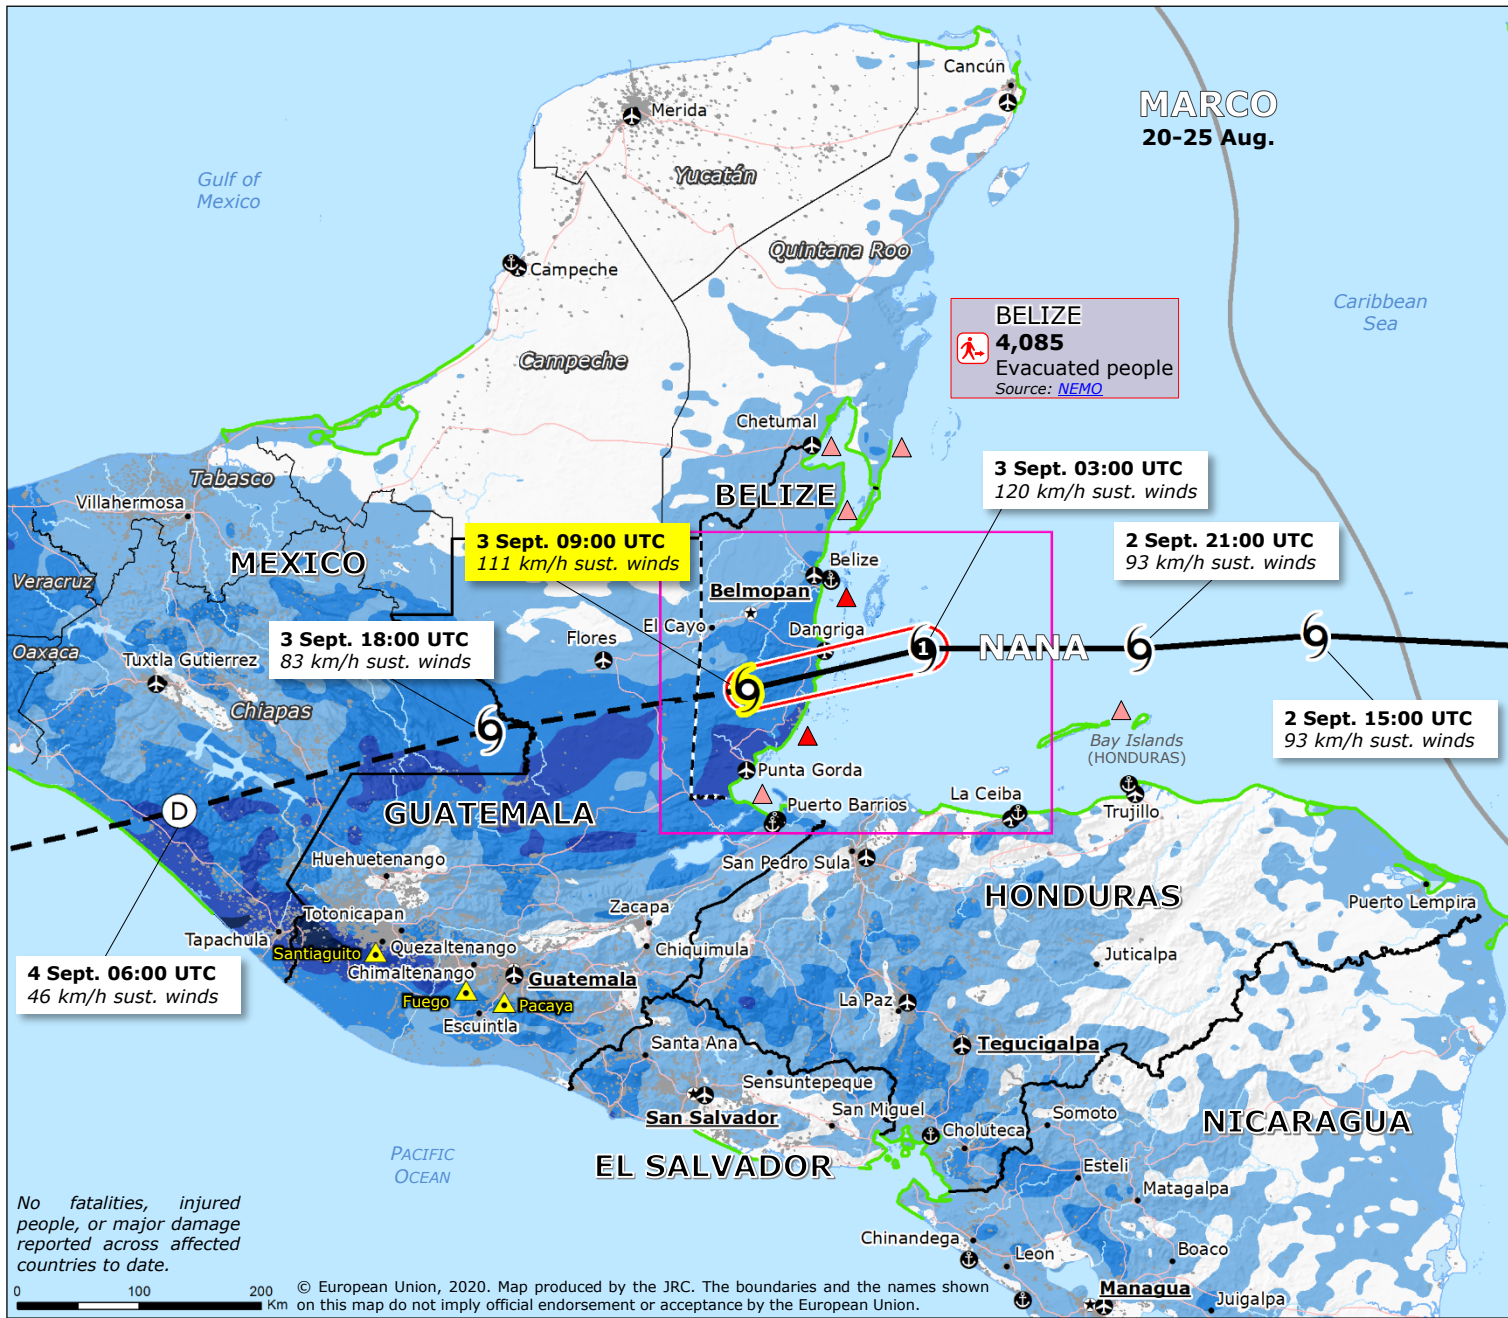 Cancún
MARCO
20-25 Aug.
Merida
Yucatán
Gulf of
Mexico
Quintana Roo
Campeche
Caribbean
Sea
BELIZE
4,085
Evacuated people
Source: NEMO
Campeche
Chetumal
3 Sept. 03:00 UTC
120 km/h sust. winds
Tabasco
Villahermosa
BELIZE
3 Sept. 09:00 UTC
111 km/h sust. winds
2 Sept. 21:00 UTC
93 km/h sust. winds
MEXICO
Veracruz
Belize
Belmopan
El Cayo
Dangriga
3 Sept. 18:00 UTC
83 km/h sust. winds
Flores
Oaxaca
Tuxtla Gutierrez
1
NANA
Chiapas
2 Sept. 15:00 UTC
93 km/h sust. winds
Bay Islands
(HONDURAS)
Punta Gorda
D
GUATEMALA
Puerto Barrios
La Ceiba
Trujillo
Huehuetenango
San Pedro Sula
HONDURAS
Puerto Lempira
Totonicapan
Zacapa
Tapachula
Santiaguito
Quezaltenango
Chiquimula
Juticalpa
4 Sept. 06:00 UTC
46 km/h sust. winds
Chimaltenango
Guatemala
Fuego
Pacaya
La Paz
Escuintla
Santa Ana
Tegucigalpa
Sensuntepeque
San Salvador
San Miguel
Choluteca
Somoto
NICARAGUA
PACIFIC
OCEAN
EL SALVADOR
Esteli
Matagalpa
No fatalities, injured
people, or major damage
reported across affected
countries to date.
Chinandega
Leon
Boaco
0 100 200
Km
© European Union, 2020. Map produced by the JRC. The boundaries and the names shown
on this map do not imply official endorsement or acceptance by the European Union.
Managua
Juigalpa